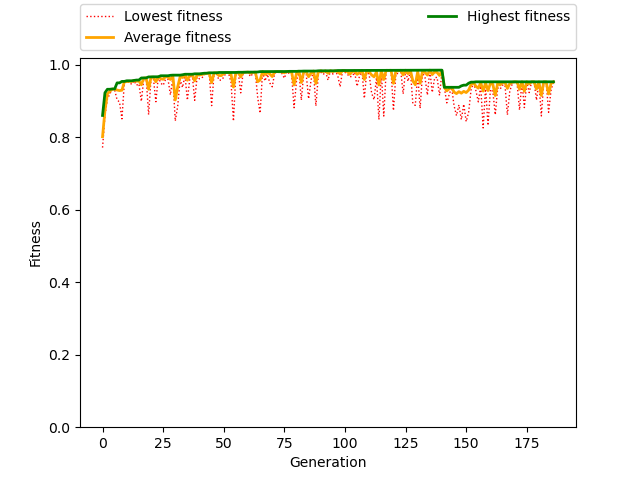 Lowest fitness
Average fitness
Highest fitness
1.0
0.8
0.6
0.4
0.2
0.0
Fitness
0 25 50 75 100 125 150 175
Generation